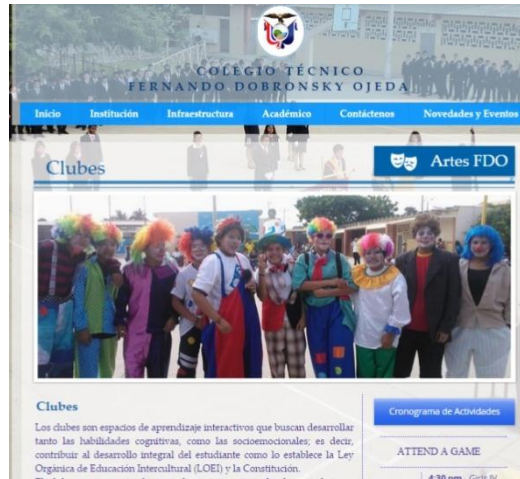 COLEGIO TÉCNICO
FERNANDO DOBRONSKY OJEDA
Inicio Institución Infraestructura Académico Contáctenos Novedades y Eventos
Clubes
Artes FDO
Clubes
Los clubes son espacios de aprendizaje interactivos que buscan desarrollar
tanto las habilidades cognitivas, como las socioemocionales; es decir,
contribuir al desarrollo integral del estudiante como lo establece la Ley
Orgánica de Educación Intercultural (LOEI) y la Constitución.
Cronograma de Actividades
ATTEND A GAME
4:30 pm